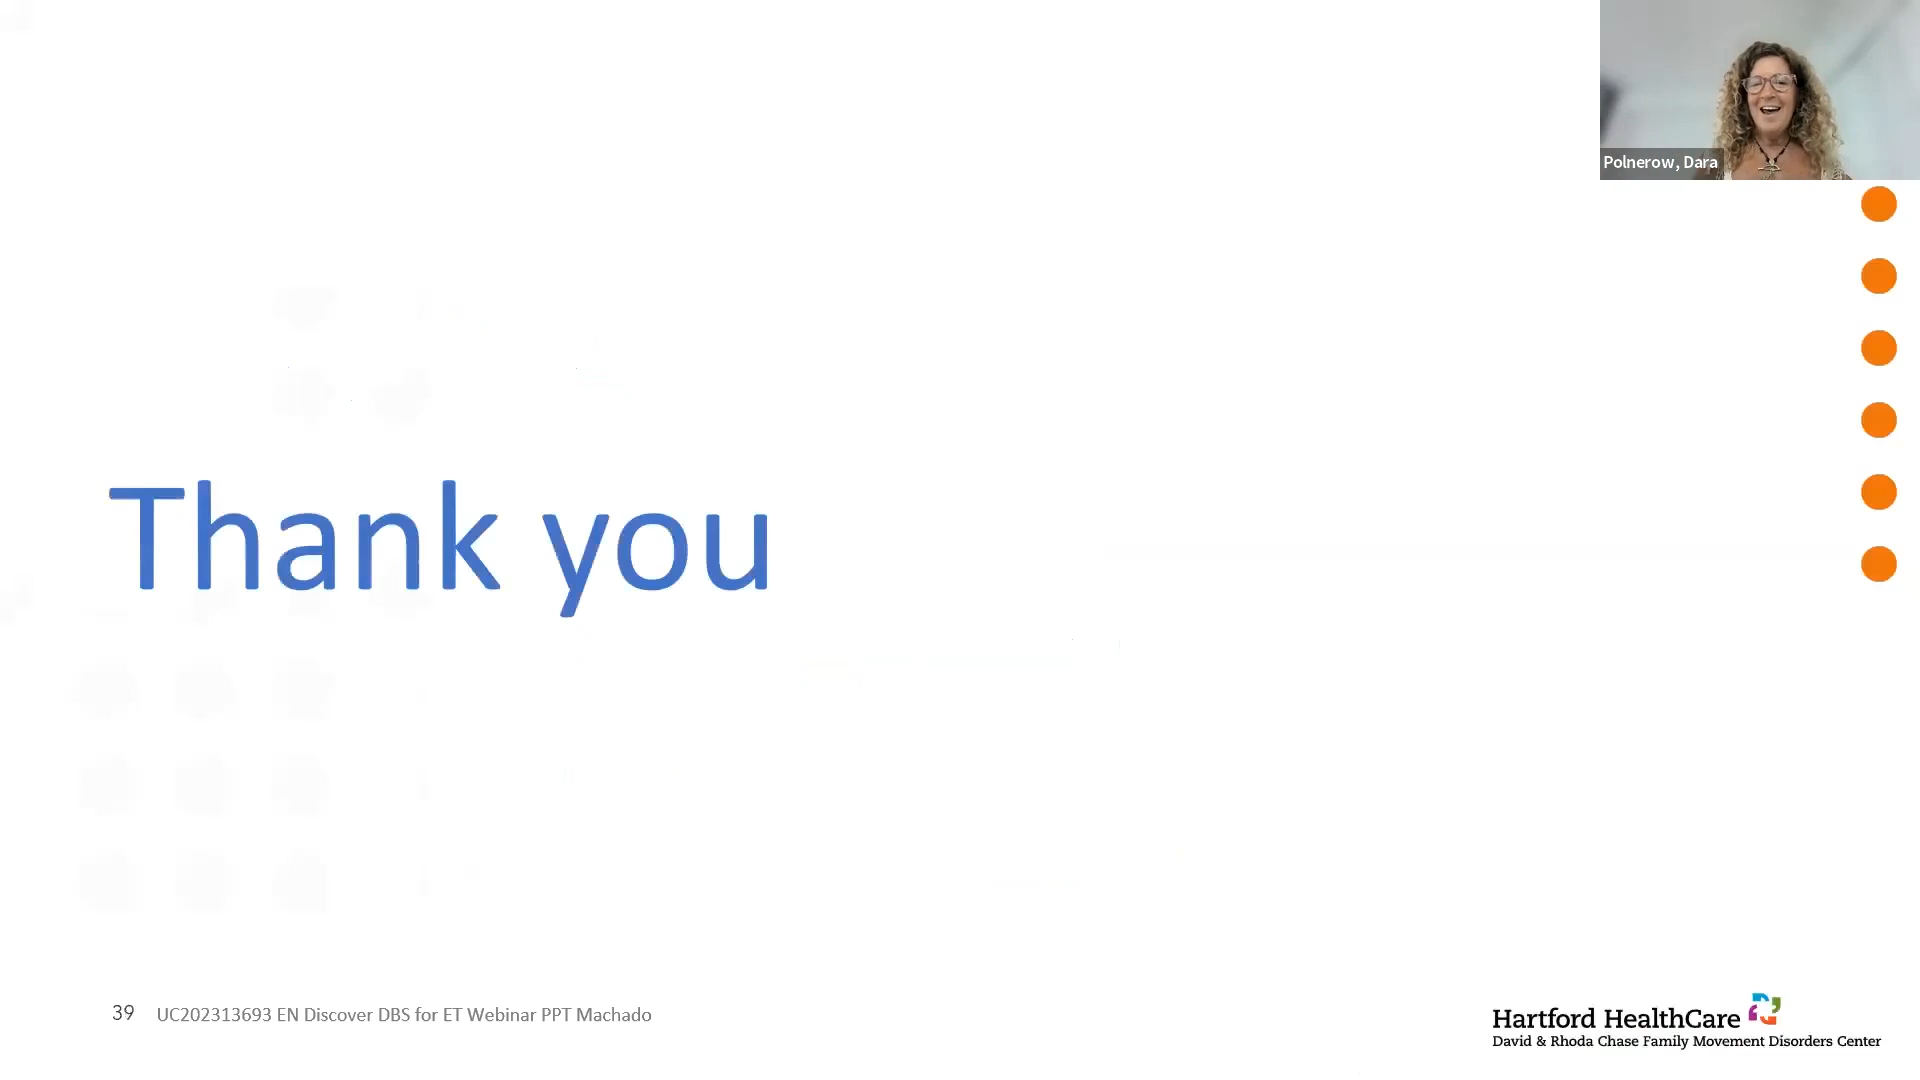 Polnerow, Dara
Thank you
39 UC202313693 EN Discover DBS for ET Webinar PPT Machado
Hartford HealthCare
David & Rhoda Chase Family Movement Disorders Center